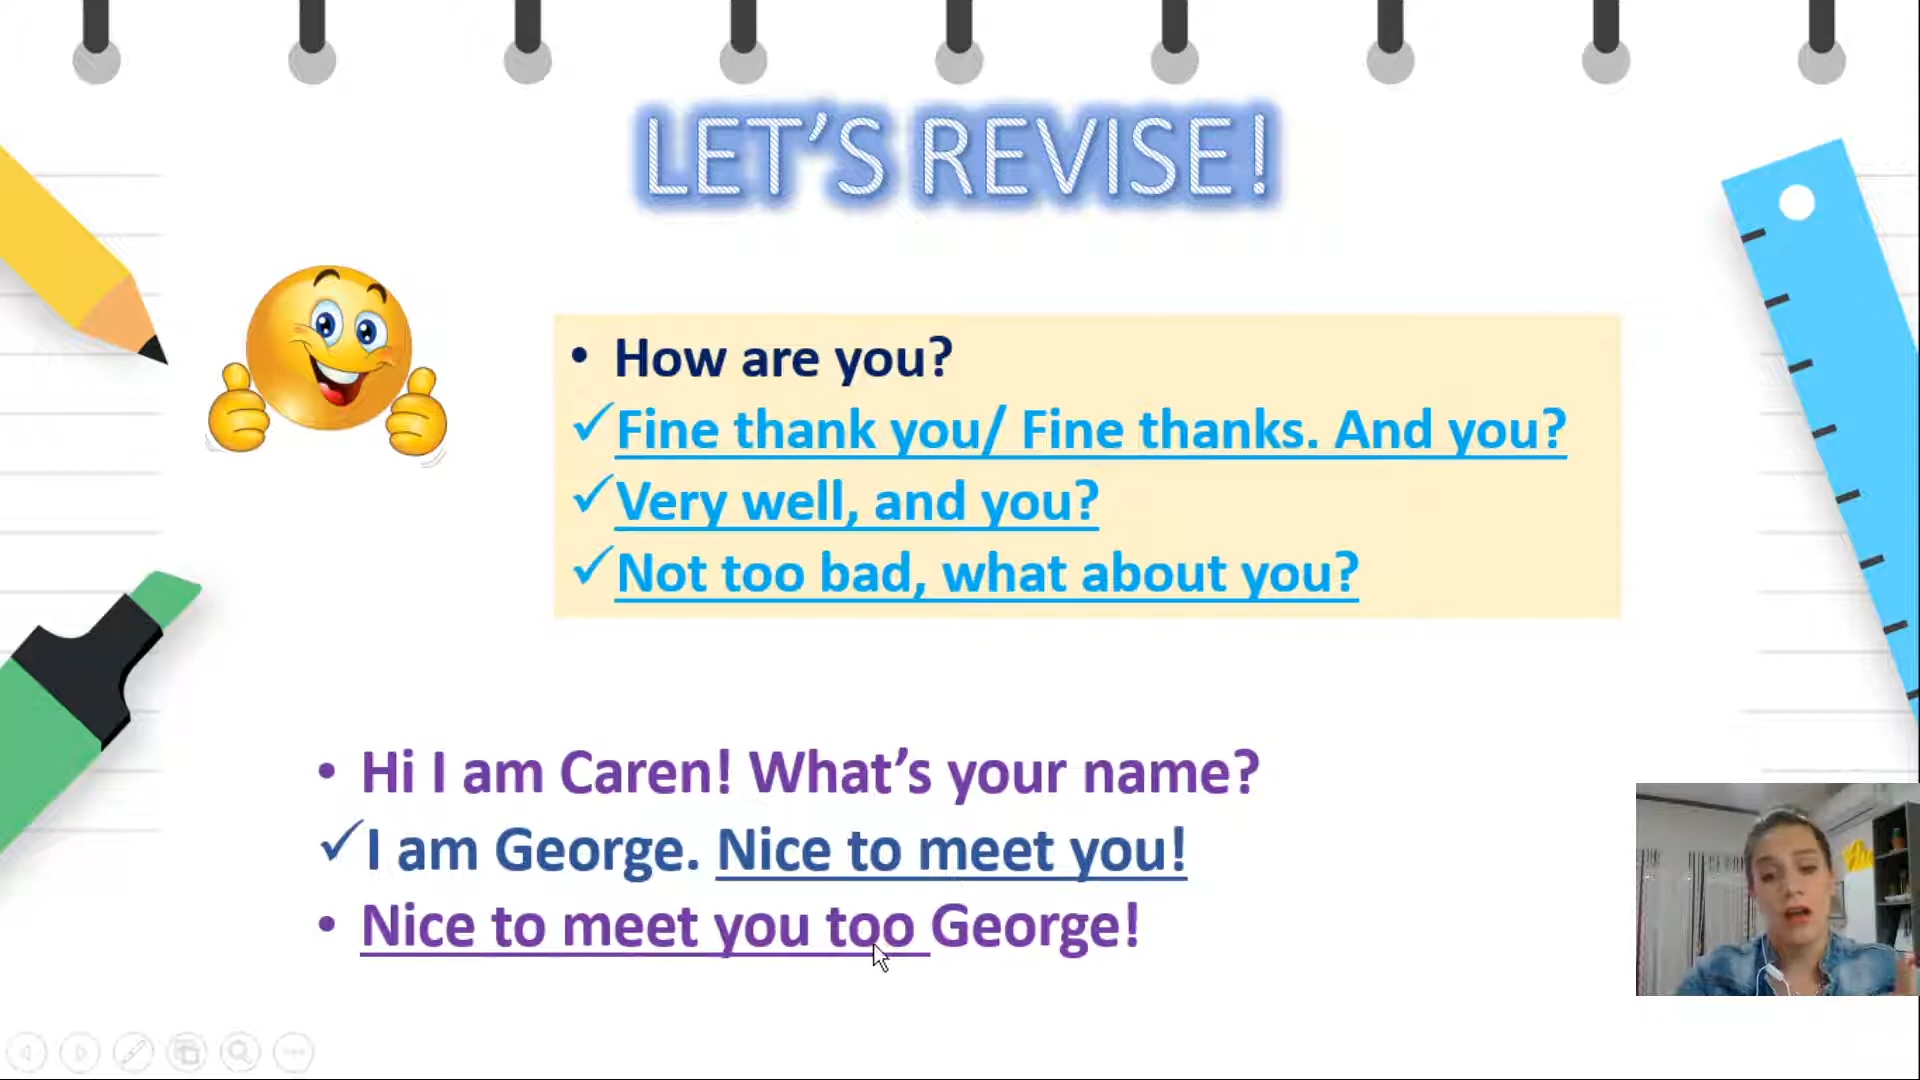 LET'S REVISE!
• How are you?
✓Fine thank you/ Fine thanks. And you?
✓Very well, and you?
✓Not too bad, what about you?
• Hi I am Caren! What's your name?
✓I am George. Nice to meet you!
• Nice to meet you too George!